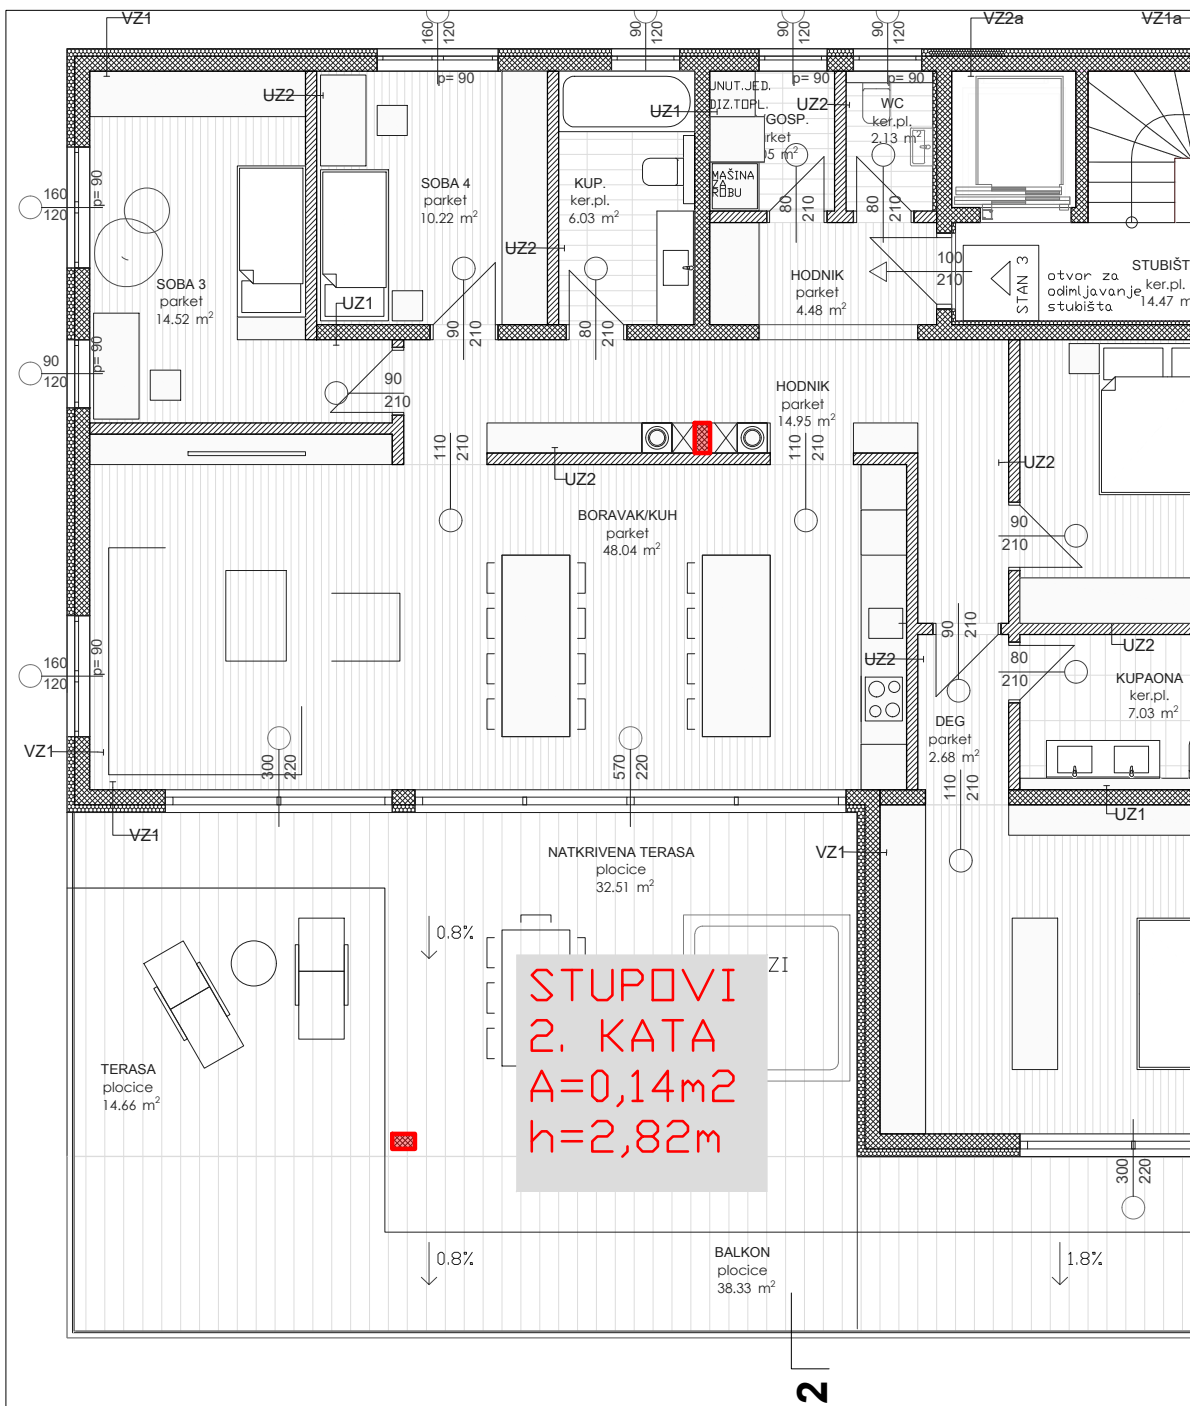 VZ1
160
120
p= 90
90
120
90
120
p= 90
90
120
VZ2a
VZ1a
UZ2
SOBA 4
parket
10.22 m²
KUP.
ker.pl.
6.03 m²
UZ1
UNUT.JED.
DIZ.TOPL.
GOSP.
UZ2
WC
ker.pl.
2.13 m²
MAŠINA
ZA
ROBU
80
210
80
210
160
120
p= 90
SOBA 3
parket
14.52 m²
UZ1
UZ2
HODNIK
parket
4.48 m²
100
210
STAN 3
otvor za
odimljavanje
stubišta
STUBIŠT
ker.pl.
14.47 m
90
210
80
210
90
120
p= 90
90
210
HODNIK
parket
14.95 m²
110
210
110
210
UZ2
UZ2
BORAVAK/KUH
parket
48.04 m²
90
210
90
210
160
120
p= 90
UZ2
UZ2
80
210
KUPAONA
ker.pl.
7.03 m²
DEG
parket
2.68 m²
VZ1
300
220
570
220
110
210
UZ1
VZ1
VZ1
NATKRIVENA TERASA
plocice
32.51 m²
0.8%
ZI
STUPOVI
2. KATA
A=0,14m2
h=2,82m
TERASA
plocice
14.66 m²
300
220
0.8%
BALKON
plocice
38.33 m²
1.8%
2